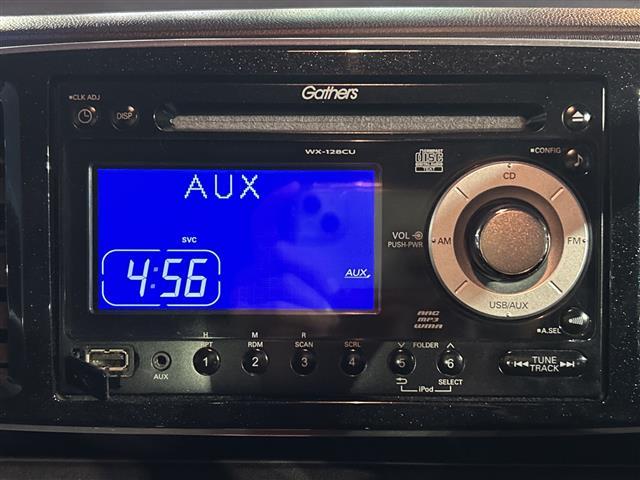 Gathers
■CLK ADJ
DISP
WX-128CU
COMPACT
DISC
DIGITAL AUDIO
TEXT
■CONFIG
CD
AM
FM
USB/AUX
VOL
PUSH-PWR
AUX
SVC
4:56
AUX
AAC
MP3
WMA
■A.SEL
H
RPT
1
M
RDM
2
R
SCAN
3
SCRL
4
FOLDER
5
6
AUX
iPod
SELECT
TUNE
TRACK